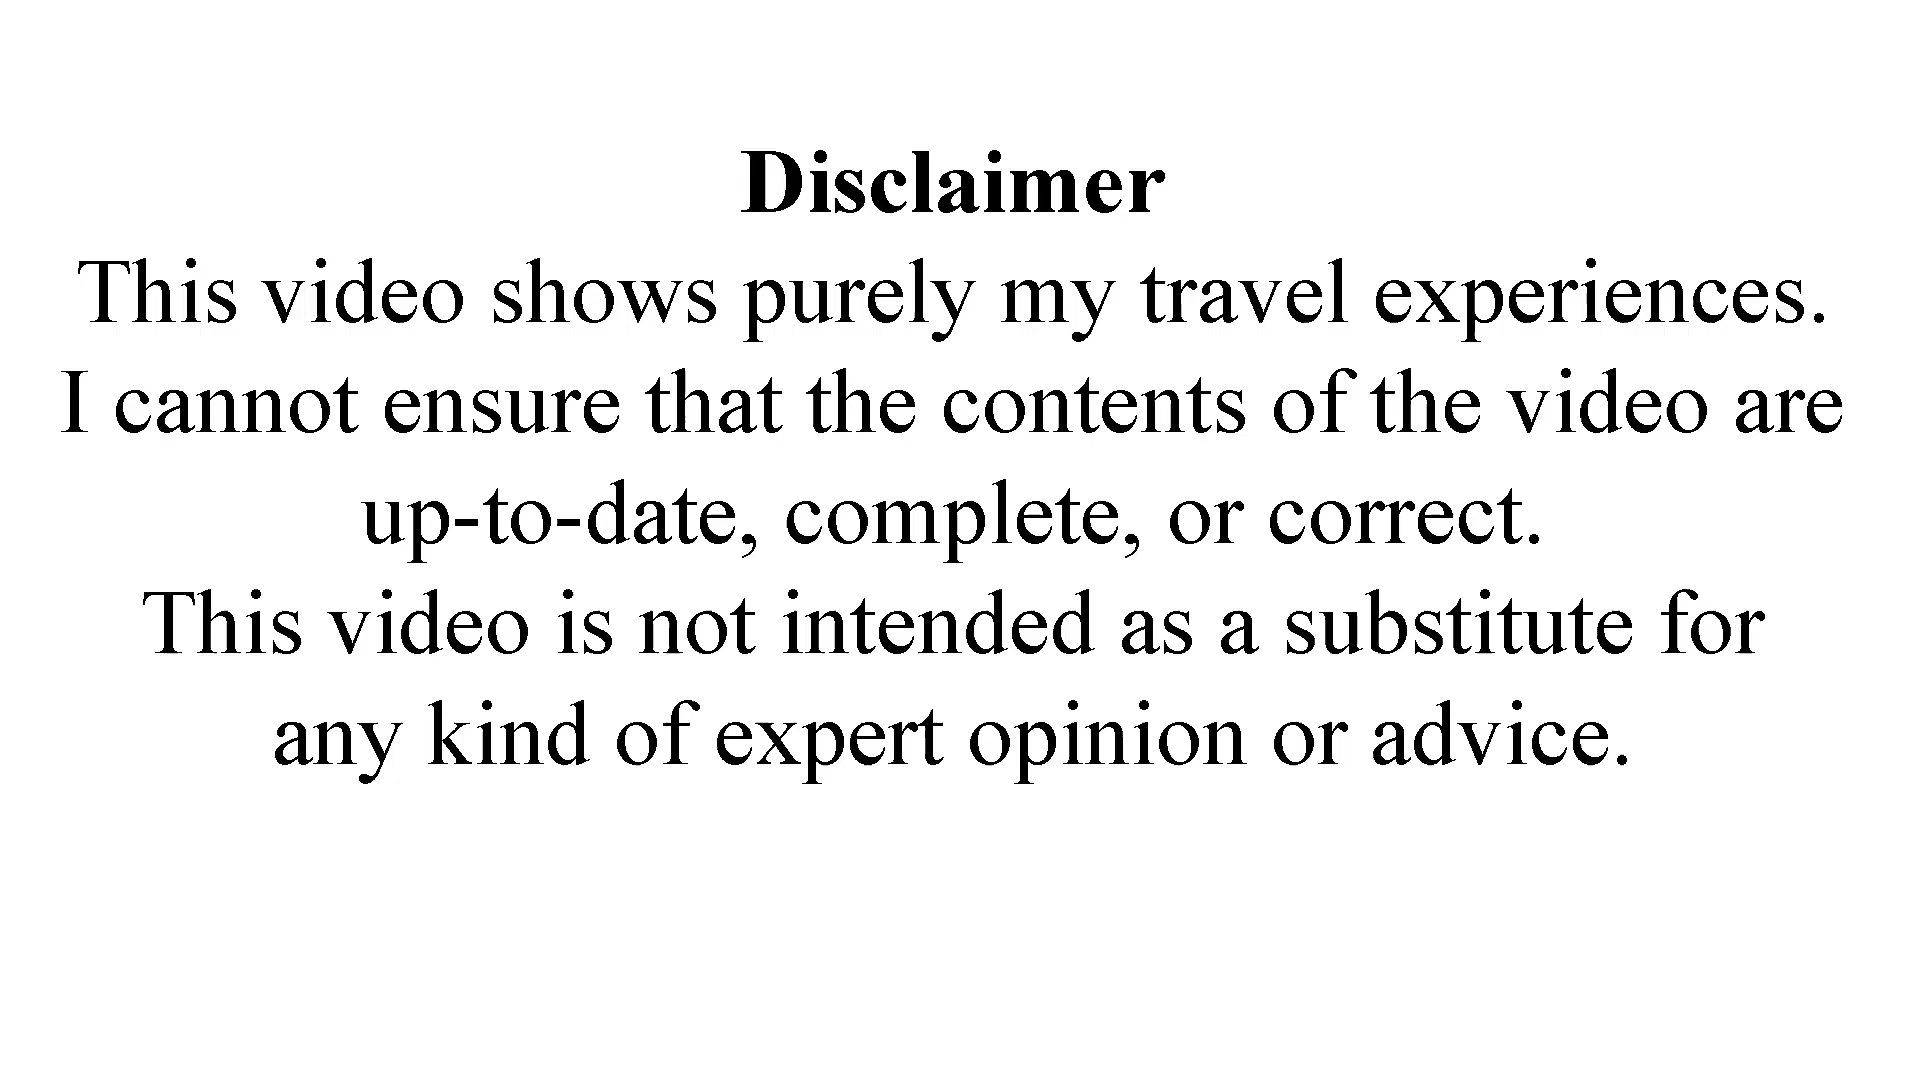 Disclaimer
This video shows purely my travel experiences.
I cannot ensure that the contents of the video are
up-to-date, complete, or correct.
This video is not intended as a substitute for
any kind of expert opinion or advice.